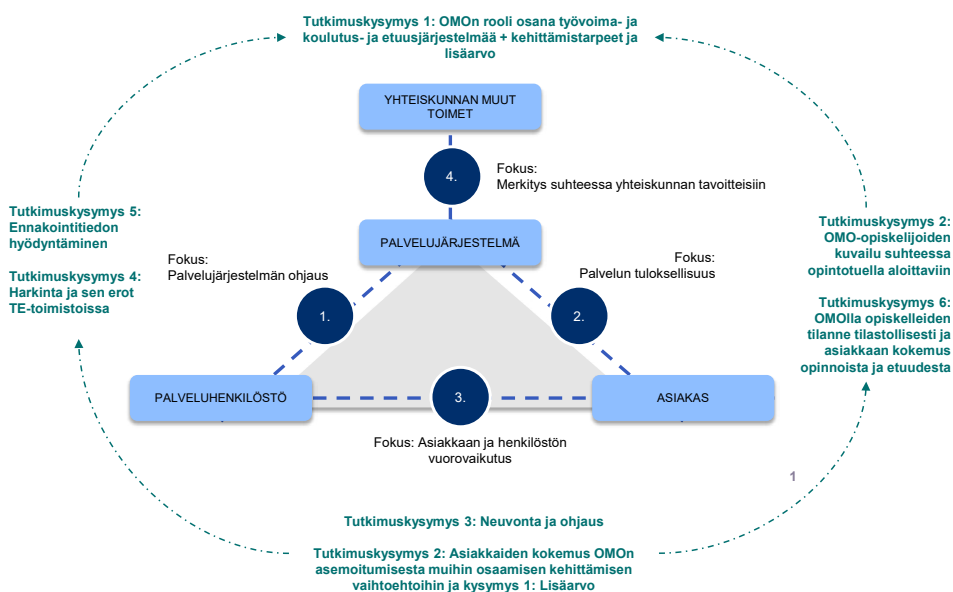 Tutkimuskysymys 1: OMOn rooli osana työvoima- ja
koulutus- ja etuusjärjestelmää + kehittämistarpeet ja
lisäarvo
YHTEISKUNNAN MUUT
TOIMET
4.
Fokus:
Merkitys suhteessa yhteiskunnan tavoitteisiin
Tutkimuskysymys 5:
Ennakointitiedon
hyödyntäminen
Tutkimuskysymys 4:
Harkinta ja sen erot
TE-toimistoissa
PALVELUJÄRJESTELMÄ
Fokus:
Palvelujärjestelmän ohjaus
Fokus:
Palvelun tuloksellisuus
Tutkimuskysymys 2:
OMO-opiskelijoiden
kuvailu suhteessa
opintotuella aloittaviin
Tutkimuskysymys 6:
OMOlla opiskelleiden
tilanne tilastollisesti ja
asiakkaan kokemus
opinnoista ja etuudesta
1.
2.
PALVELUHENKILÖSTÖ
3.
ASIAKAS
Fokus: Asiakkaan ja henkilöstön
vuorovaikutus
1
Tutkimuskysymys 3: Neuvonta ja ohjaus
Tutkimuskysymys 2: Asiakkaiden kokemus OMOn
asemoitumisesta muihin osaamisen kehittämisen
vaihtoehtoihin ja kysymys 1: Lisäarvo